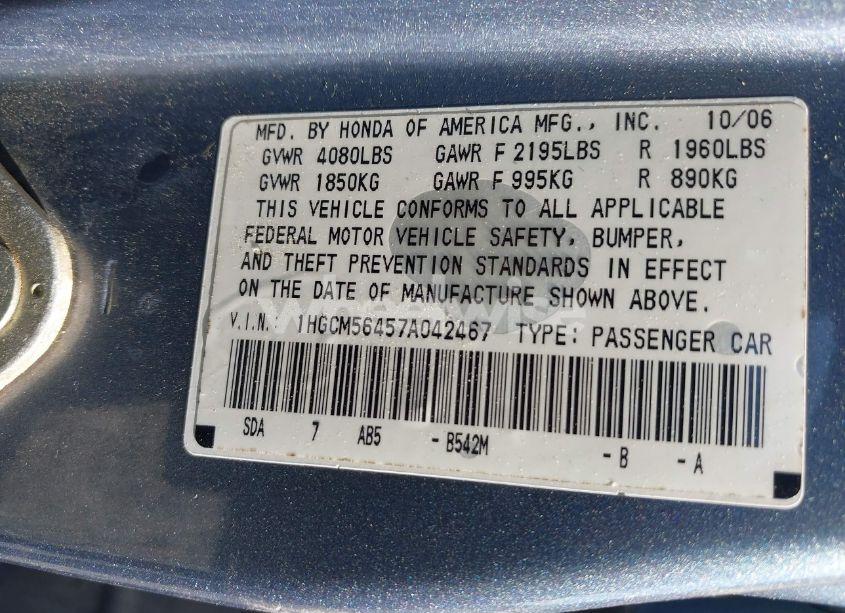 MFD. BY HONDA OF AMERICA MFG., INC. 10/06
GVWR 4080LBS GAWR F 2195LBS R 1960LBS
GVWR 1850KG GAWR F 995KG R 890KG
THIS VEHICLE CONFORMS TO ALL APPLICABLE
FEDERAL MOTOR VEHICLE SAFETY, BUMPER,
AND THEFT PREVENTION STANDARDS IN EFFECT
ON THE DATE OF MANUFACTURE SHOWN ABOVE.
V.I.N.: 1HGCM56457A042467 TYPE: PASSENGER CAR
SDA 7 AB5 - B542M - B - A